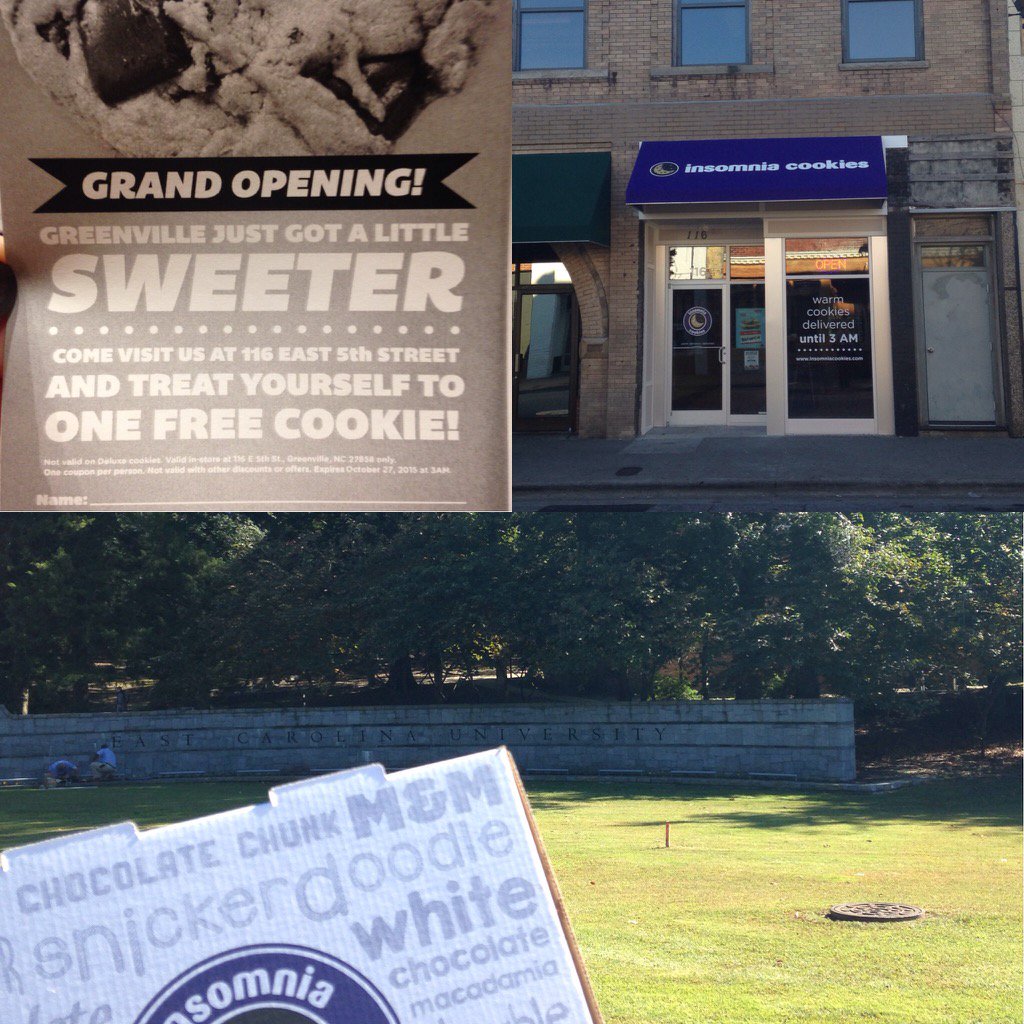 GRAND OPENING!
GREENVILLE JUST GOT A LITTLE
SWEETER
COME VISIT US AT 116 EAST 5th STREET
AND TREAT YOURSELF TO
ONE FREE COOKIE!
Not valid on Deluxe cookies. Valid in-store at 116 E 5th St., Greenville, NC 27858 only.
One coupon per person. Not valid with other discounts or offers. Expires October 27, 2015 at 3AM.
Name:
insomnia cookies
116
116
OPEN
warm
cookies
delivered
until 3 AM
www.insomniacookies.com
EAST CAROLINA UNIVERSITY
M&M
CHOCOLATE CHUNK
snickerdoodle
white
chocolate
macadamia
insomnia